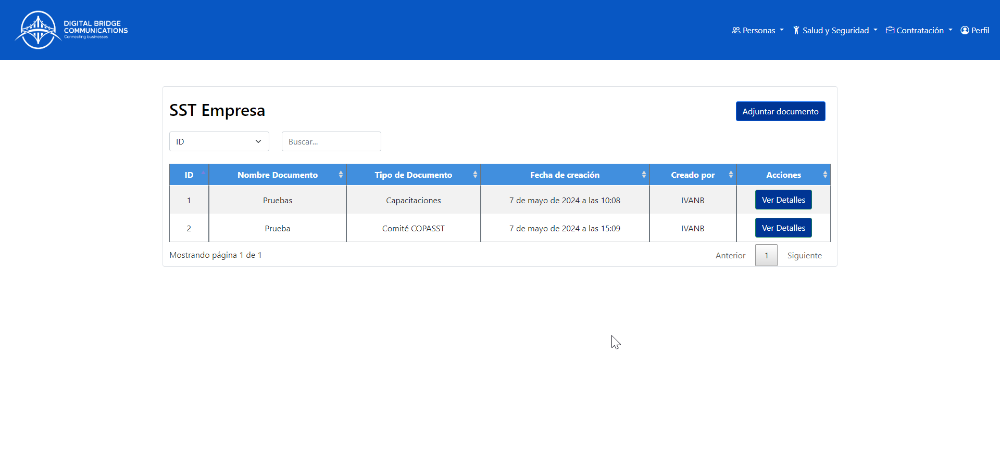 DIGITAL BRIDGE
COMMUNICATIONS
Connecting businesses
Personas Salud y Seguridad Contratación Perfil
SST Empresa
Adjuntar documento
ID Buscar...
ID Nombre Documento Tipo de Documento Fecha de creación Creado por Acciones
1 Pruebas Capacitaciones 7 de mayo de 2024 a las 10:08 IVANB Ver Detalles
2 Prueba Comité COPASST 7 de mayo de 2024 a las 15:09 IVANB Ver Detalles
Mostrando página 1 de 1 Anterior 1 Siguiente